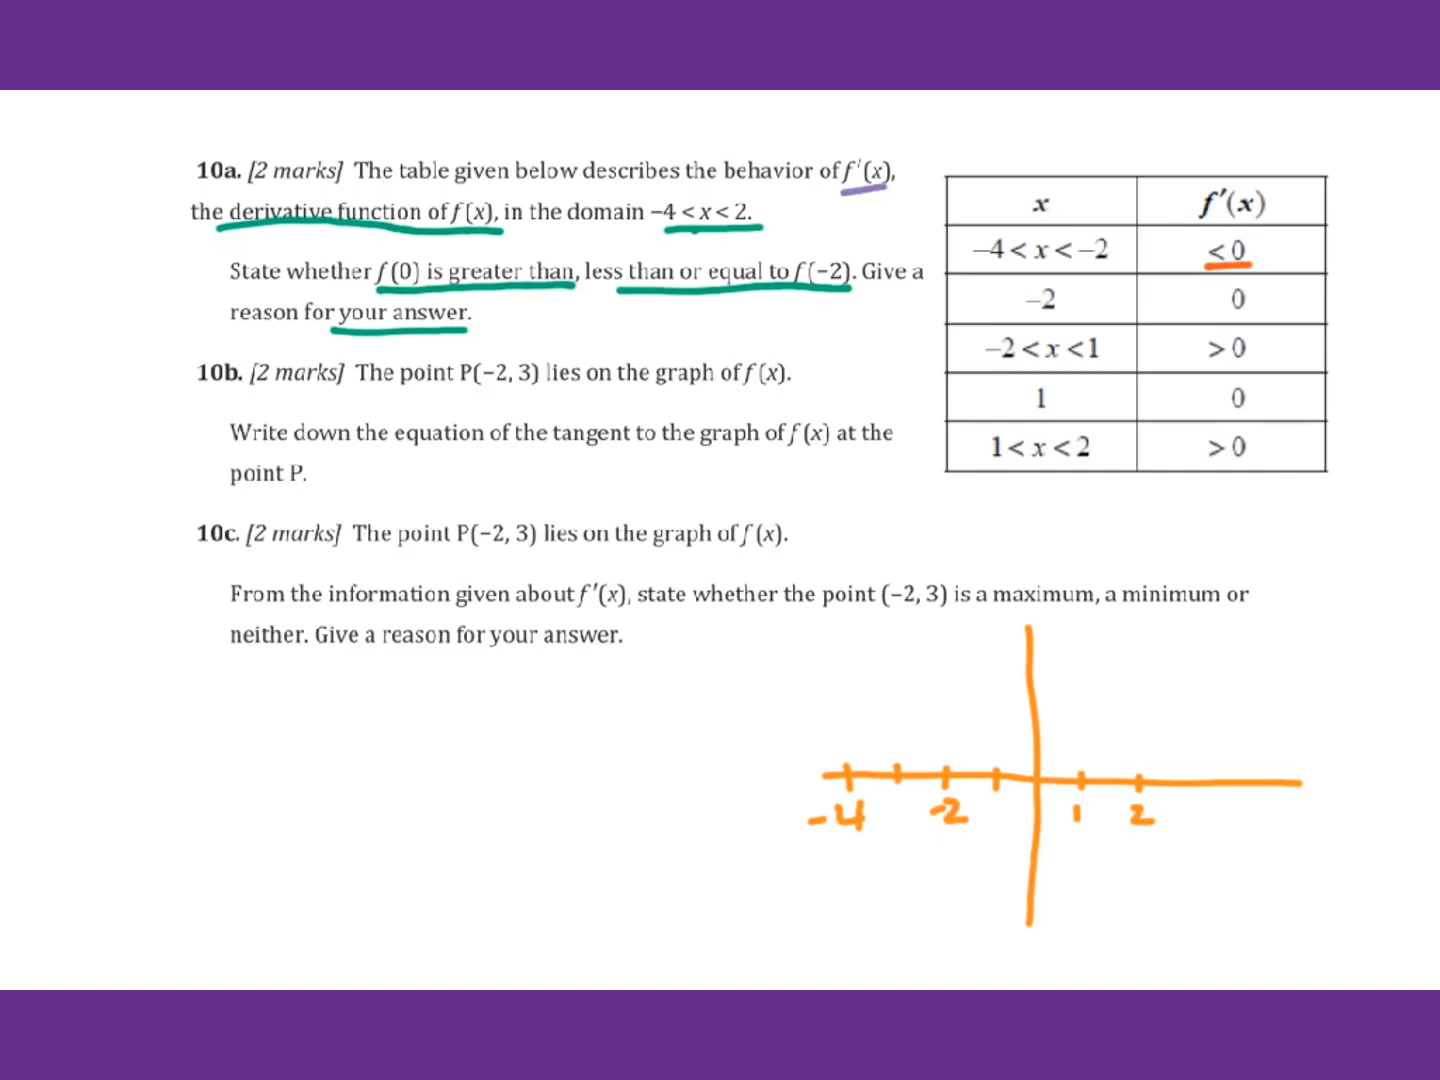 10a. [2 marks] The table given below describes the behavior of f′(x),
the derivative function of f(x), in the domain −4 < x < 2.
State whether f(0) is greater than, less than or equal to f(−2). Give a
reason for your answer.
x f′(x)
−4 < x < −2 < 0
−2 0
−2 < x < 1 > 0
1 0
1 < x < 2 > 0
10b. [2 marks] The point P(−2, 3) lies on the graph of f(x).
Write down the equation of the tangent to the graph of f(x) at the
point P.
10c. [2 marks] The point P(−2, 3) lies on the graph of f(x).
From the information given about f′(x), state whether the point (−2, 3) is a maximum, a minimum or
neither. Give a reason for your answer.
-4 -2 1 2